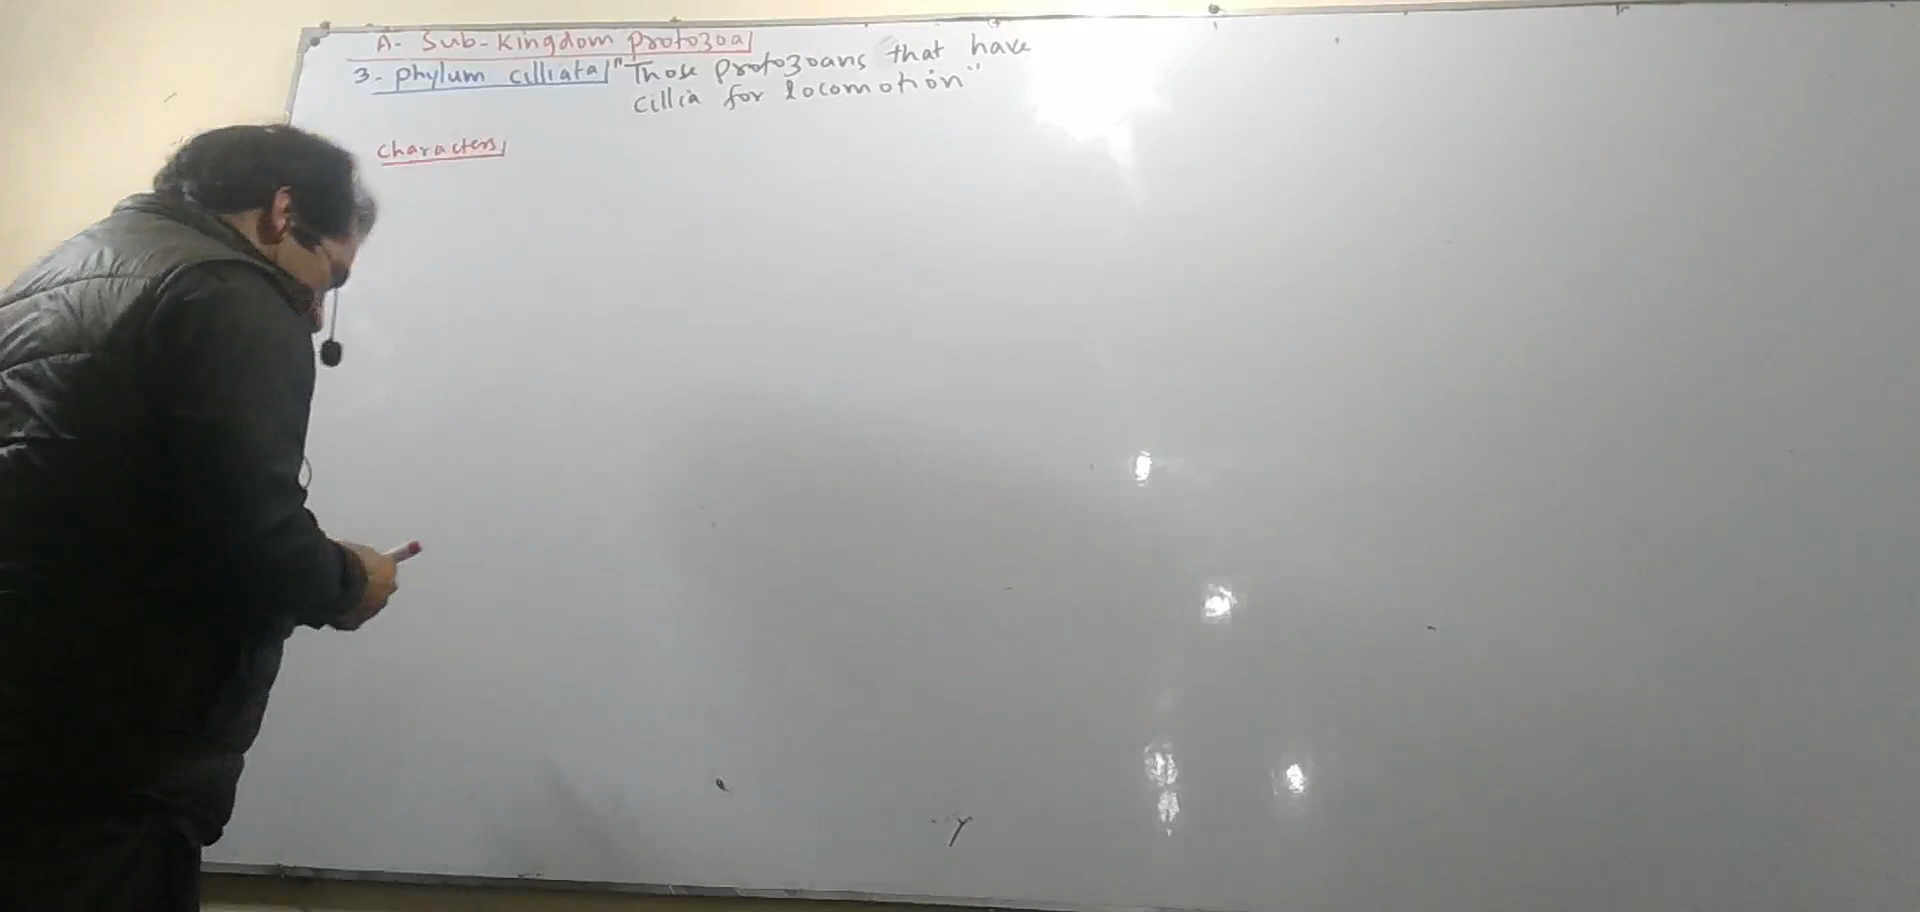 A- Sub-Kingdom protozoa
3- phylum cilliata "Those protozoans that have
cillia for locomotion"
characters